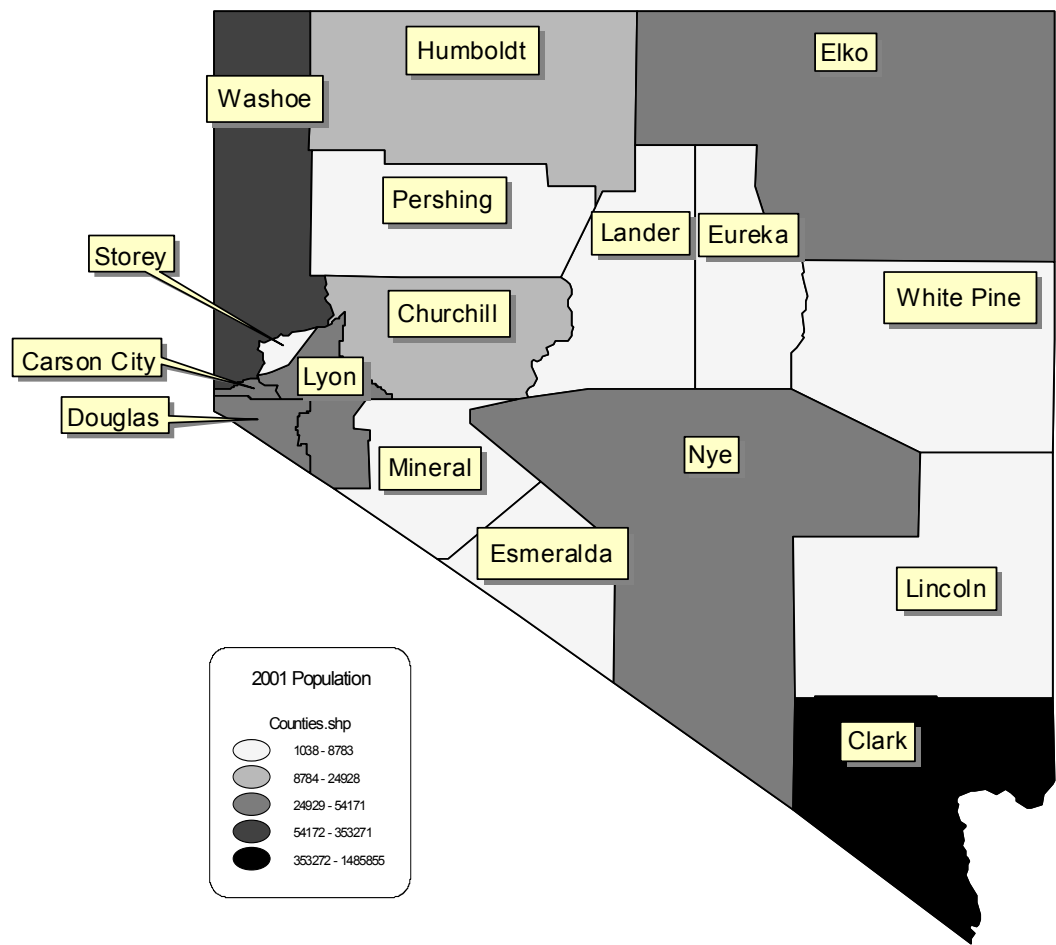 Humboldt
Elko
Washoe
Pershing
Lander
Eureka
Storey
White Pine
Churchill
Carson City
Lyon
Douglas
Nye
Mineral
Esmeralda
Lincoln
Clark
2001 Population
Counties.shp
1038 - 8783
8784 - 24928
24929 - 54171
54172 - 353271
353272 - 1485855